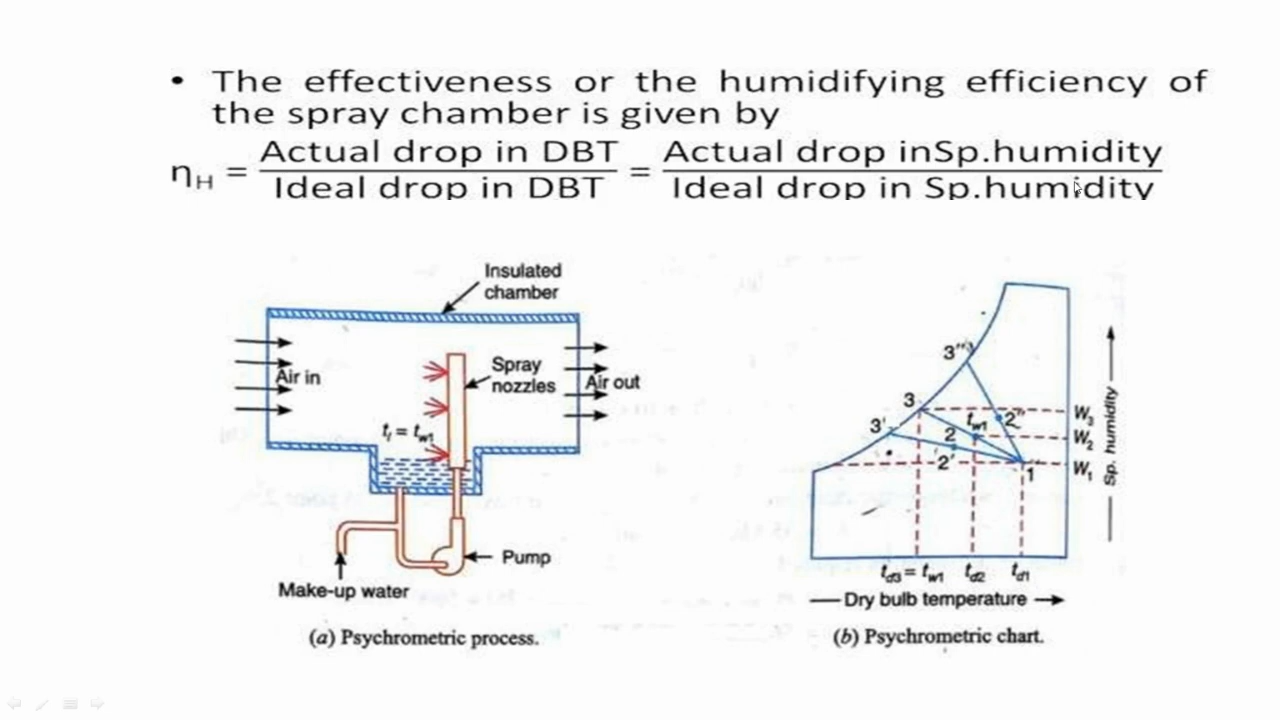 • The effectiveness or the humidifying efficiency of
the spray chamber is given by
ηH = Actual drop in DBT / Ideal drop in DBT = Actual drop inSp.humidity / Ideal drop in Sp.humidity
Insulated
chamber
Air in
Spray
nozzles
Air out
tl = tw1
Pump
Make-up water
(a) Psychrometric process.
3"
3
tw1
2"
W3
3'
2
W2
2'
1
W1
Sp. humidity
td3 = tw1 td2 td1
Dry bulb temperature
(b) Psychrometric chart.